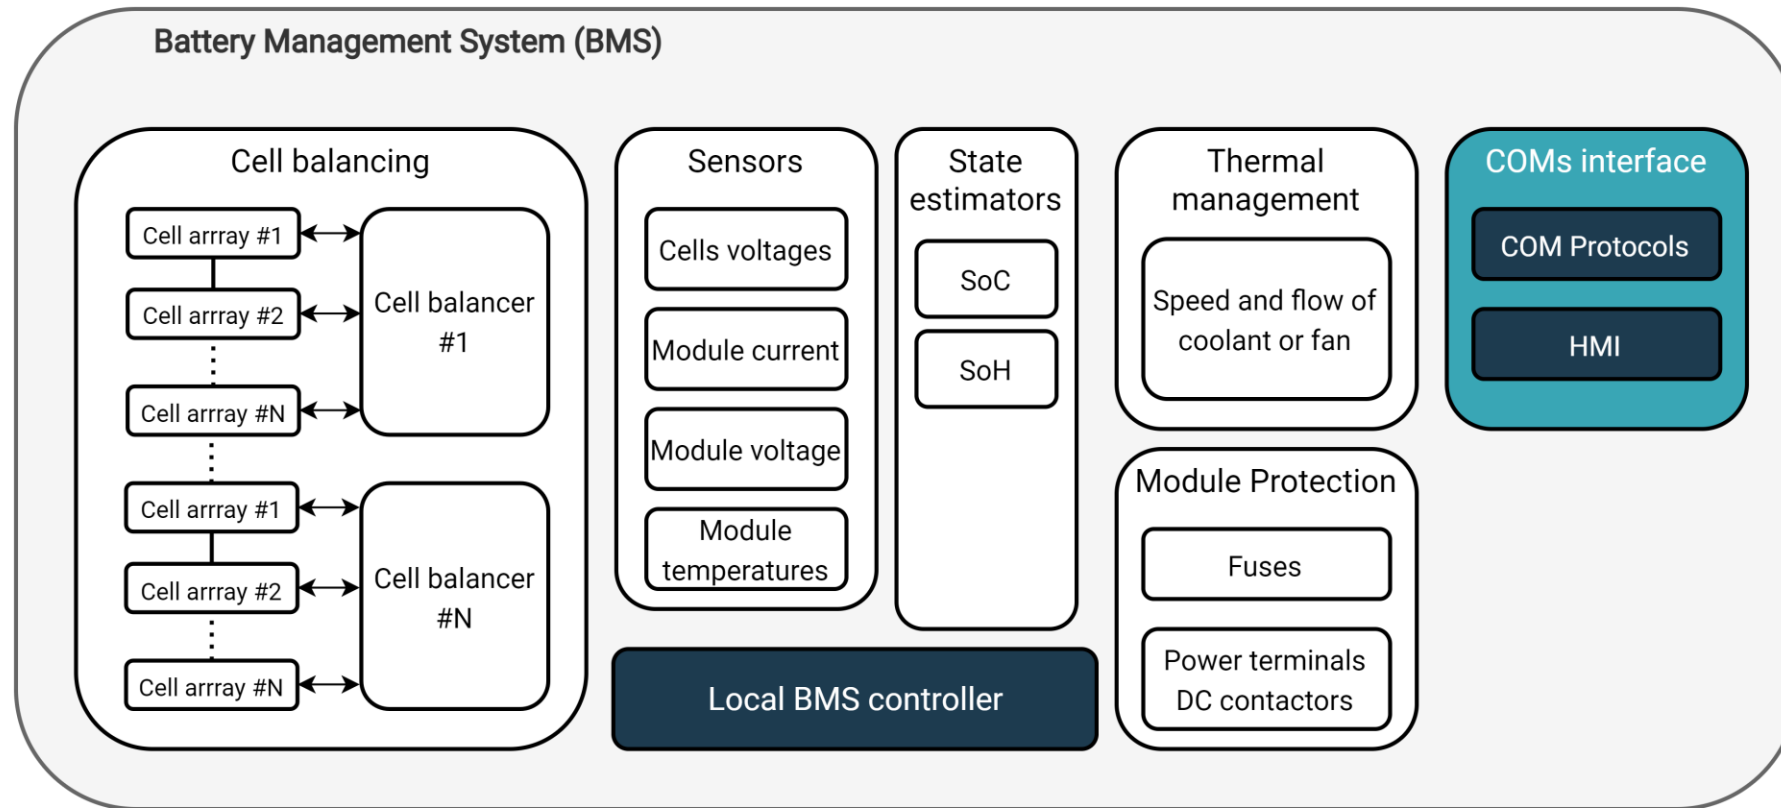 Battery Management System (BMS)
Cell balancing
Cell arrray #1
Cell arrray #2
Cell arrray #N
Cell balancer
#1
Cell arrray #1
Cell arrray #2
Cell arrray #N
Cell balancer
#N
Sensors
Cells voltages
Module current
Module voltage
Module
temperatures
State
estimators
SoC
SoH
Local BMS controller
Thermal
management
Speed and flow of
coolant or fan
Module Protection
Fuses
Power terminals
DC contactors
COMs interface
COM Protocols
HMI